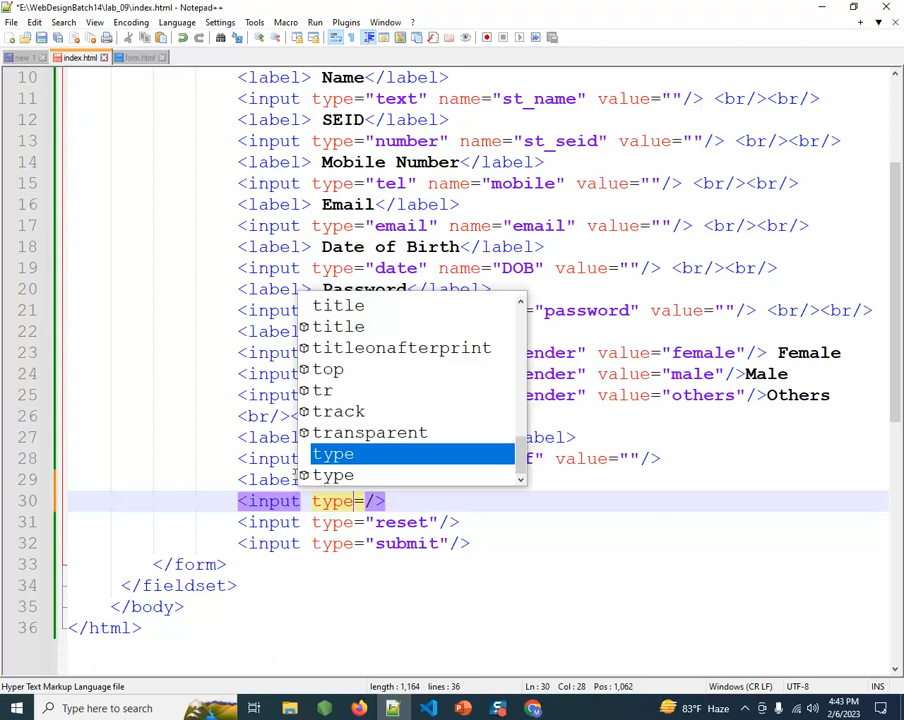 *E:\WebDesignBatch14\lab_09\index.html - Notepad++
File Edit Search View Encoding Language Settings Tools Macro Run Plugins Window ?
new 1 index.html form.html
10 <label> Name</label>
11 <input type="text" name="st_name" value=""/> <br/><br/>
12 <label> SEID</label>
13 <input type="number" name="st_seid" value=""/> <br/><br/>
14 <label> Mobile Number</label>
15 <input type="tel" name="mobile" value=""/> <br/><br/>
16 <label> Email</label>
17 <input type="email" name="email" value=""/> <br/><br/>
18 <label> Date of Birth</label>
19 <input type="date" name="DOB" value=""/> <br/><br/>
20 <label> Password</label>
21 <input ="password" value=""/> <br/><br/>
22 <label
23 <input ender" value="female"/> Female
24 <input ender" value="male"/>Male
25 <input ender" value="others"/>Others
26 <br/><
27 <label abel>
28 <input f" value=""/>
29 <label
30 <input type=/>
31 <input type="reset"/>
32 <input type="submit"/>
33 </form>
34 </fieldset>
35 </body>
36 </html>
title
title
titleonafterprint
top
tr
track
transparent
type
type
Hyper Text Markup Language file length : 1,164 lines : 36 Ln : 30 Col : 28 Pos : 1,062 Windows (CR LF) UTF-8 INS
Type here to search 83°F Haze 4:43 PM
2/6/2023